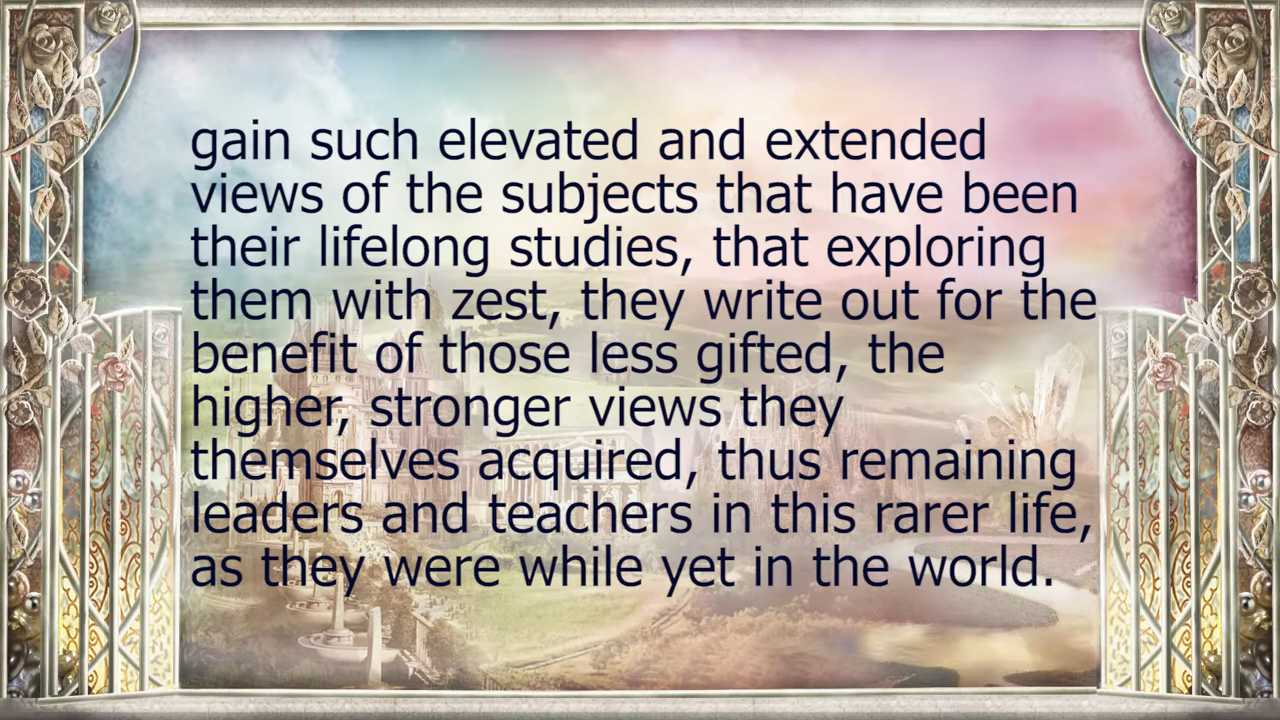 gain such elevated and extended
views of the subjects that have been
their lifelong studies, that exploring
them with zest, they write out for the
benefit of those less gifted, the
higher, stronger views they
themselves acquired, thus remaining
leaders and teachers in this rarer life,
as they were while yet in the world.